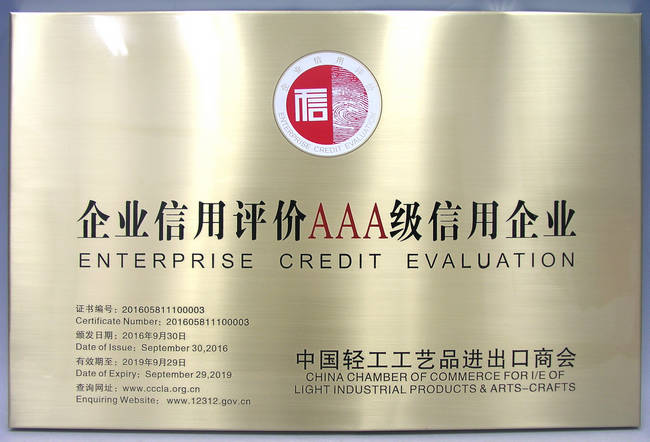 企业信用评价
信
ENTERPRISE CREDIT EVALUATION
企业信用评价AAA级信用企业
ENTERPRISE CREDIT EVALUATION
证书编号：201605811100003
Certificate Number: 201605811100003
颁发日期：2016年9月30日
Date of Issue: September 30,2016
有效期至：2019年9月29日
Date of Expiry: September 29,2019
查询网址：www.cccla.org.cn
Enquiring Website: www.12312.gov.cn
中国轻工工艺品进出口商会
CHINA CHAMBER OF COMMERCE FOR I/E OF
LIGHT INDUSTRIAL PRODUCTS & ARTS-CRAFTS